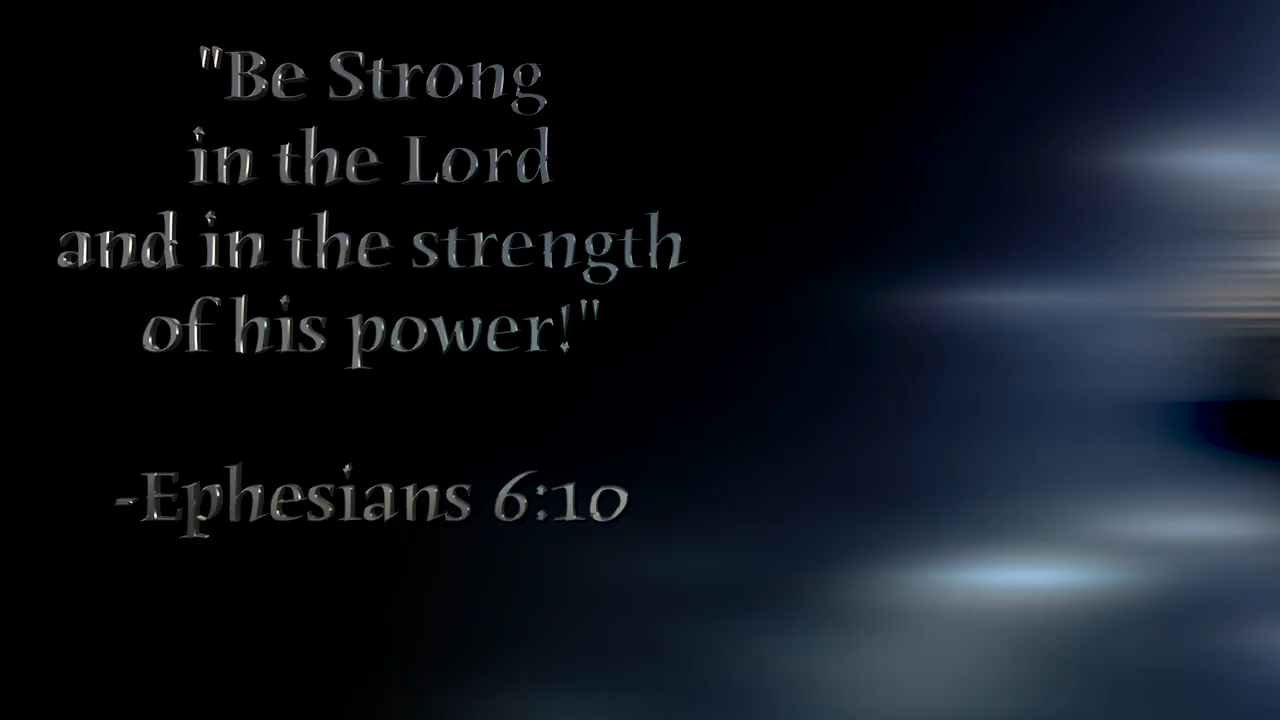 "Be Strong
in the Lord
and in the strength
of his power!"
-Ephesians 6:10